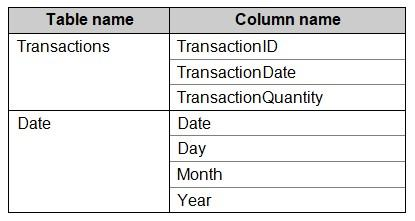 Table name Column name
Transactions TransactionID
TransactionDate
TransactionQuantity
Date Date
Day
Month
Year